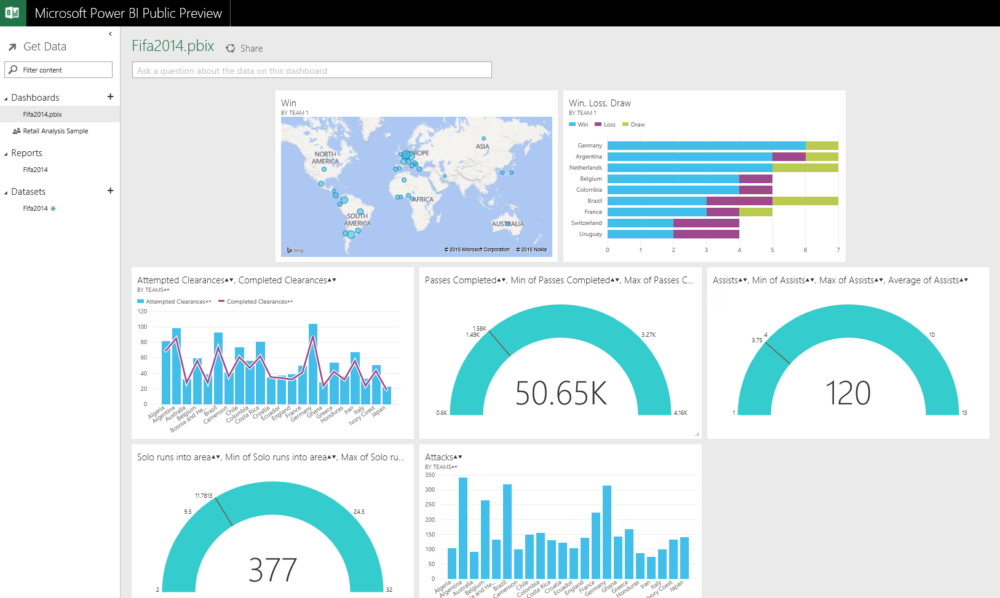 Microsoft Power BI Public Preview
Get Data
Filter content
Dashboards
Fifa2014.pbix
Retail Analysis Sample
Reports
Fifa2014
Datasets
Fifa2014
Fifa2014.pbix Share
Ask a question about the data on this dashboard
Win
BY TEAM 1
NORTH
AMERICA
EUROPE
ASIA
AFRICA
SOUTH
AMERICA
AUSTRALIA
bing
© 2015 Microsoft Corporation © 2015 Nokia
Win, Loss, Draw
BY TEAM 1
Win Loss Draw
Germany
Argentina
Netherlands
Belgium
Colombia
Brazil
France
Switzerland
Uruguay
0 1 2 3 4 5 6 7
Attempted Clearances▲▼, Completed Clearances▲▼
BY TEAMS▲▼
Attempted Clearances▲▼ Completed Clearances▲▼
120
100
80
60
40
20
0
Algeria Argentina Australia Belgium Bosnia and He... Brazil Cameroon Chile Colombia Costa Rica Croatia Ecuador England France Germany Ghana Greece Honduras Iran Italy Ivory Coast Japan
Passes Completed▲▼, Min of Passes Completed▲▼, Max of Passes C...
1.58K
1.49K
3.27K
50.65K
0.6K
4.16K
Assists▲▼, Min of Assists▲▼, Max of Assists▲▼, Average of Assists▲▼
4
3.75
10
120
1
13
Solo runs into area▲▼, Min of Solo runs into area▲▼, Max of Solo ru...
11.7813
9.5
24.5
377
2
32
Attacks▲▼
BY TEAMS▲▼
350
300
250
200
150
100
50
0
Algeria Argentina Australia Belgium ia and He... Brazil Cameroon Chile Colombia Costa Rica Croatia Ecuador England France Germany Ghana Greece Honduras Iran Italy Ivory Coast Japan